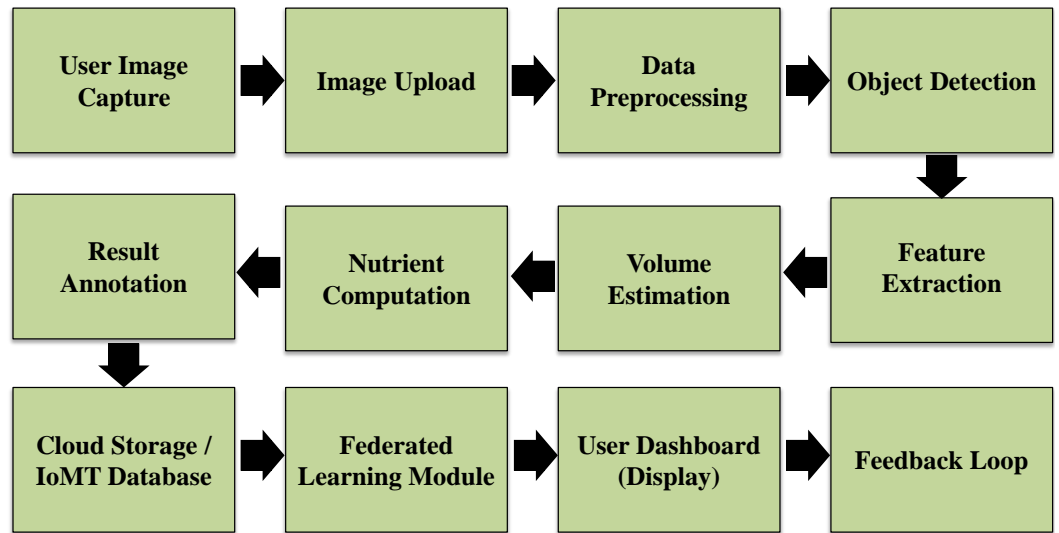 User Image
Capture
Image Upload
Data
Preprocessing
Object Detection
Feature
Extraction
Volume
Estimation
Nutrient
Computation
Result
Annotation
Cloud Storage /
IoMT Database
Federated
Learning Module
User Dashboard
(Display)
Feedback Loop